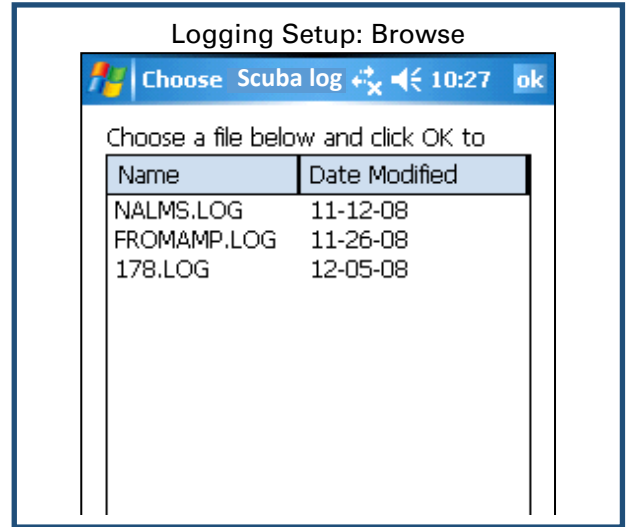 Logging Setup: Browse
Choose Scuba log 10:27 ok
Choose a file below and click OK to
Name Date Modified
NALMS.LOG 11-12-08
FROMAMP.LOG 11-26-08
178.LOG 12-05-08